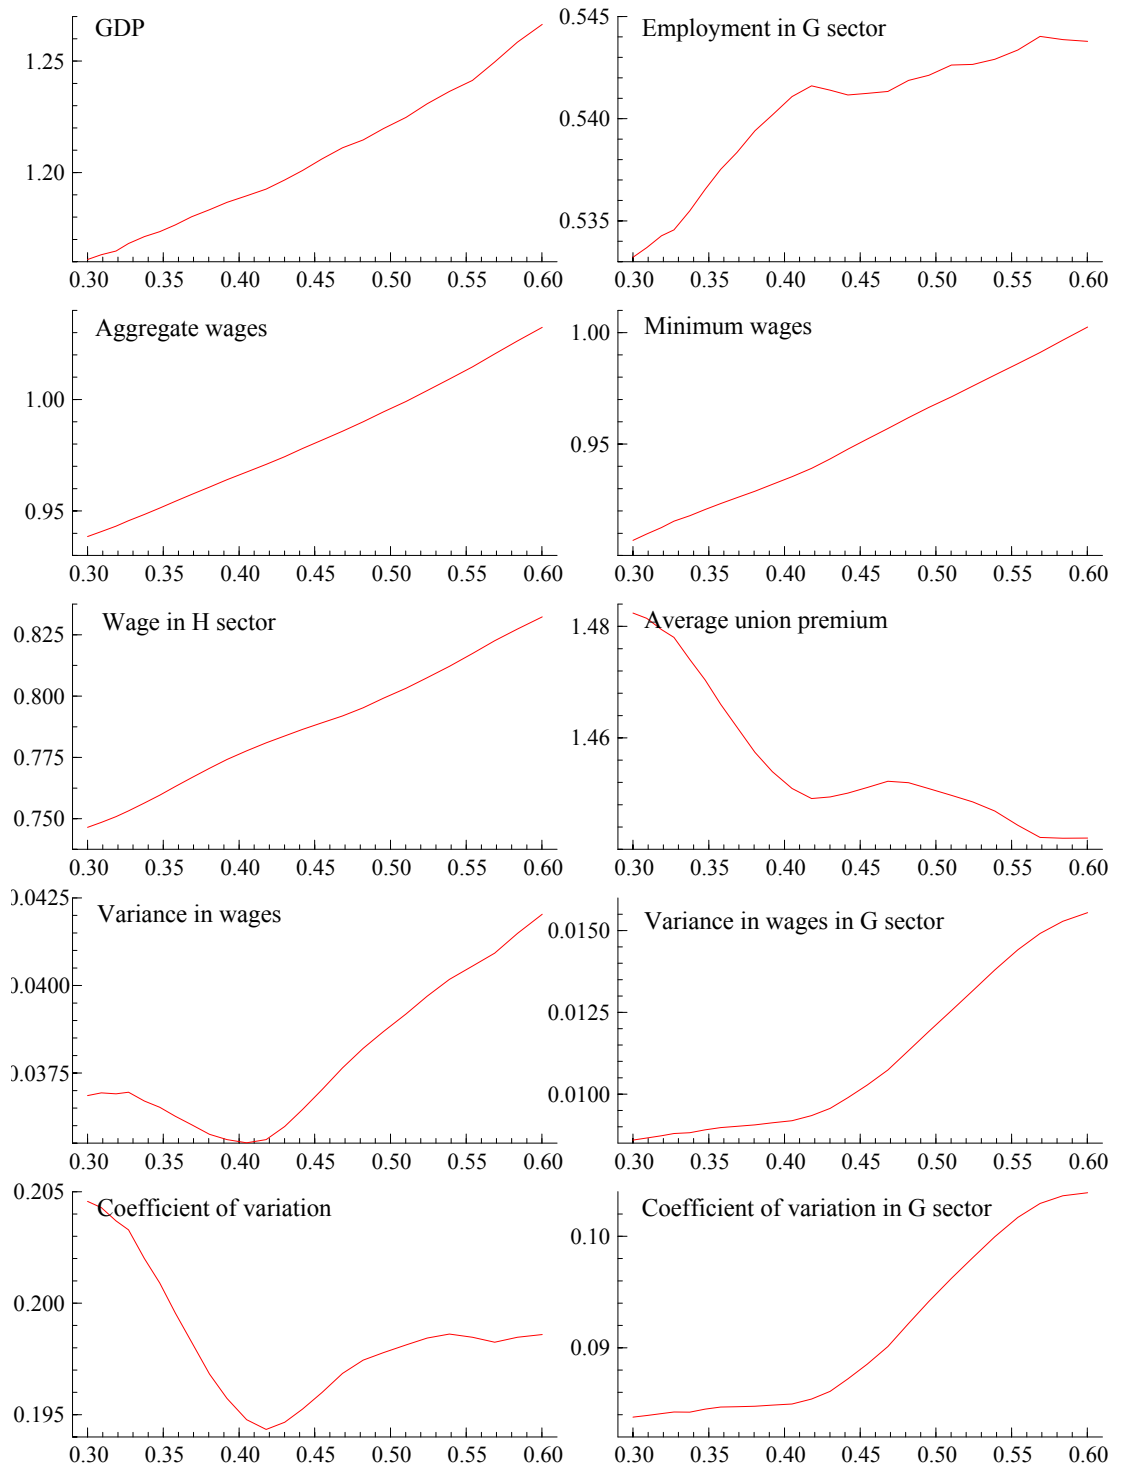 GDP
1.25
1.20
0.30 0.35 0.40 0.45 0.50 0.55 0.60
Employment in G sector
0.545
0.540
0.535
0.30 0.35 0.40 0.45 0.50 0.55 0.60
Aggregate wages
1.00
0.95
0.30 0.35 0.40 0.45 0.50 0.55 0.60
Minimum wages
1.00
0.95
0.30 0.35 0.40 0.45 0.50 0.55 0.60
Wage in H sector
0.825
0.800
0.775
0.750
0.30 0.35 0.40 0.45 0.50 0.55 0.60
Average union premium
1.48
1.46
0.30 0.35 0.40 0.45 0.50 0.55 0.60
Variance in wages
0.0425
0.0400
0.0375
0.30 0.35 0.40 0.45 0.50 0.55 0.60
Variance in wages in G sector
0.0150
0.0125
0.0100
0.30 0.35 0.40 0.45 0.50 0.55 0.60
Coefficient of variation
0.205
0.200
0.195
0.30 0.35 0.40 0.45 0.50 0.55 0.60
Coefficient of variation in G sector
0.10
0.09
0.30 0.35 0.40 0.45 0.50 0.55 0.60